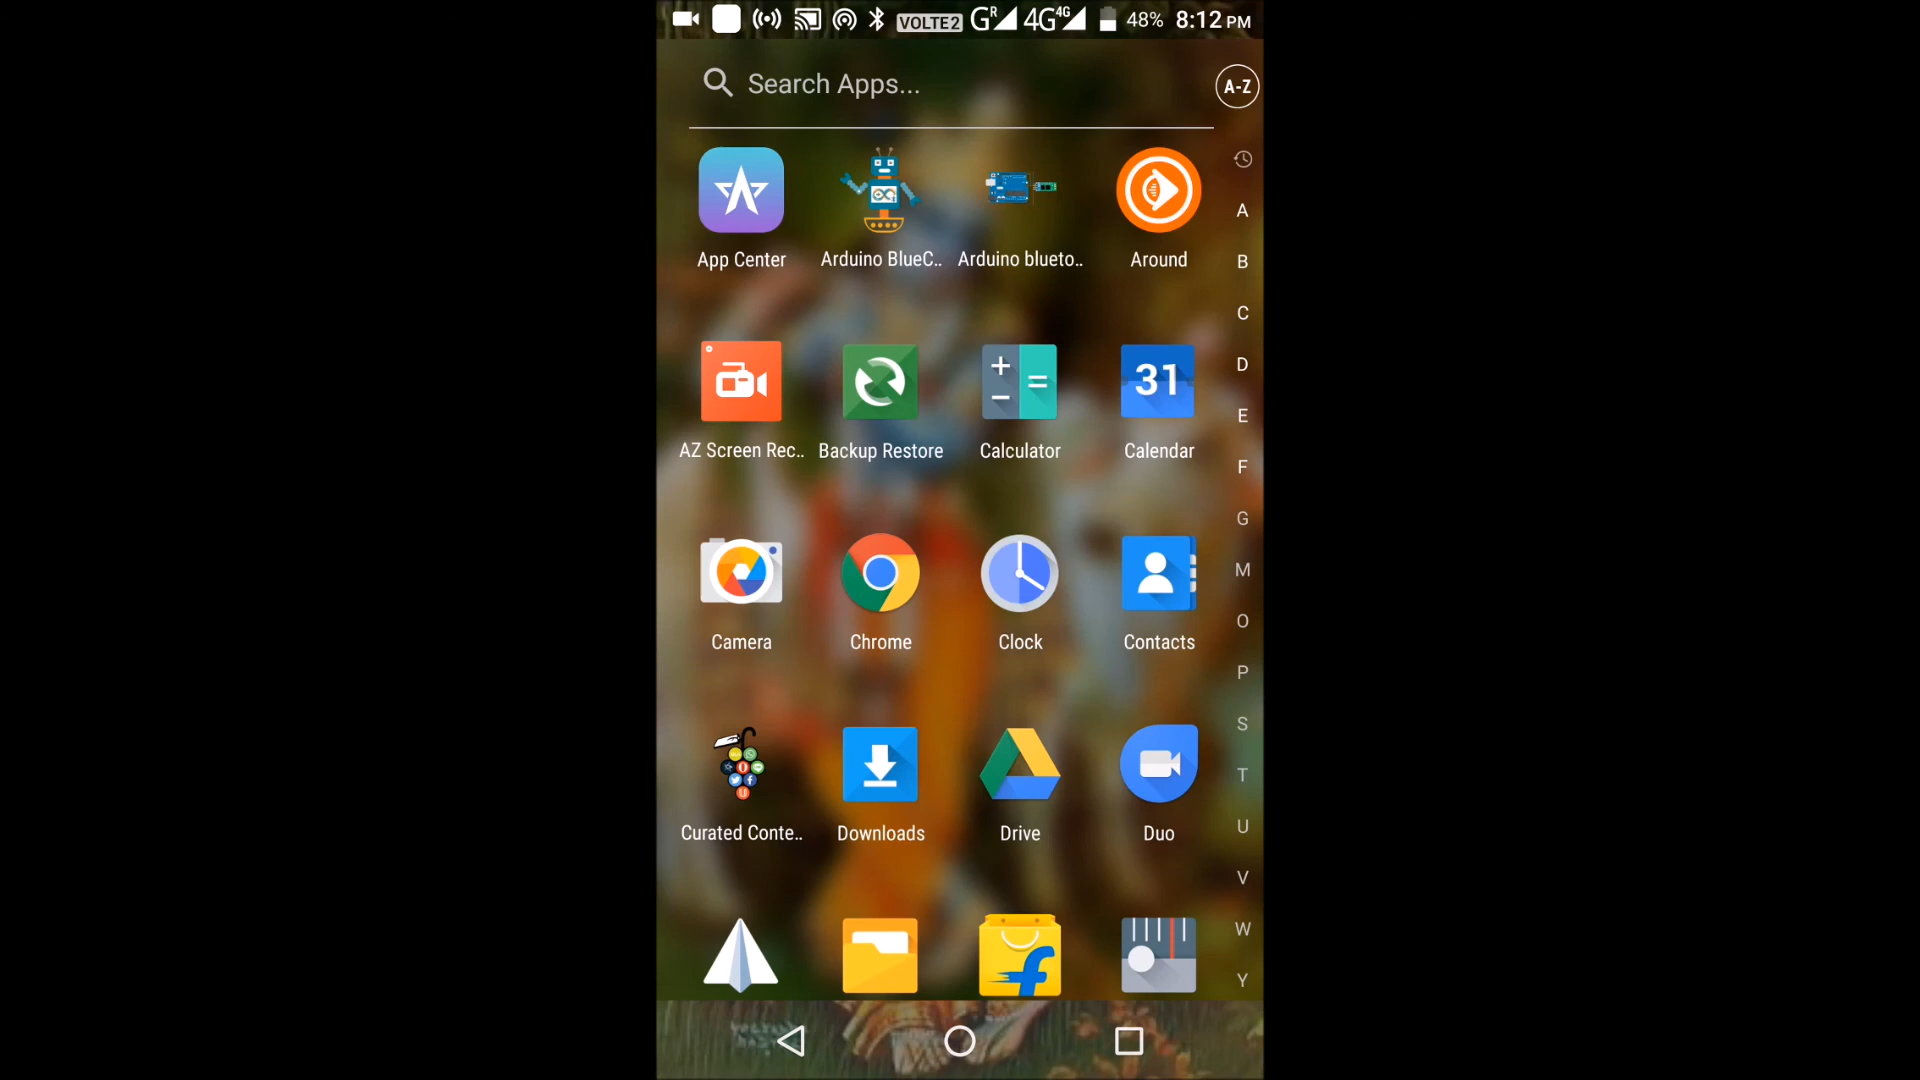 VOLTE2 G R 4G 4G 48% 8:12 PM
Search Apps...
A-Z
App Center
Arduino BlueC..
Arduino blueto..
Around
AZ Screen Rec..
Backup Restore
Calculator
31
Calendar
Camera
Chrome
Clock
Contacts
Curated Conte..
Downloads
Drive
Duo
A
B
C
D
E
F
G
M
O
P
S
T
U
V
W
Y